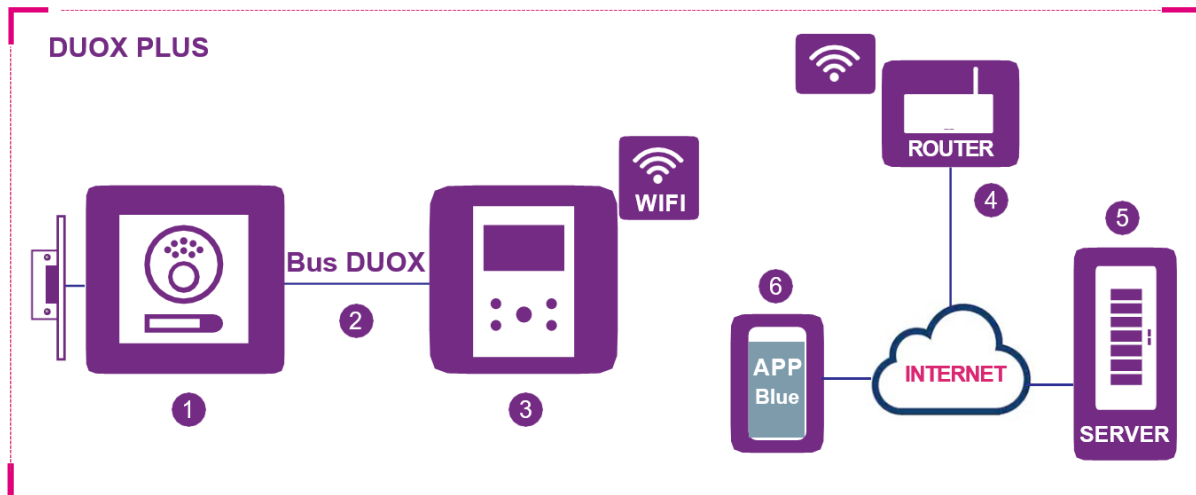 DUOX PLUS
ROUTER
WIFI
4
5
Bus DUOX
6
2
APP
Blue
INTERNET
1
3
SERVER